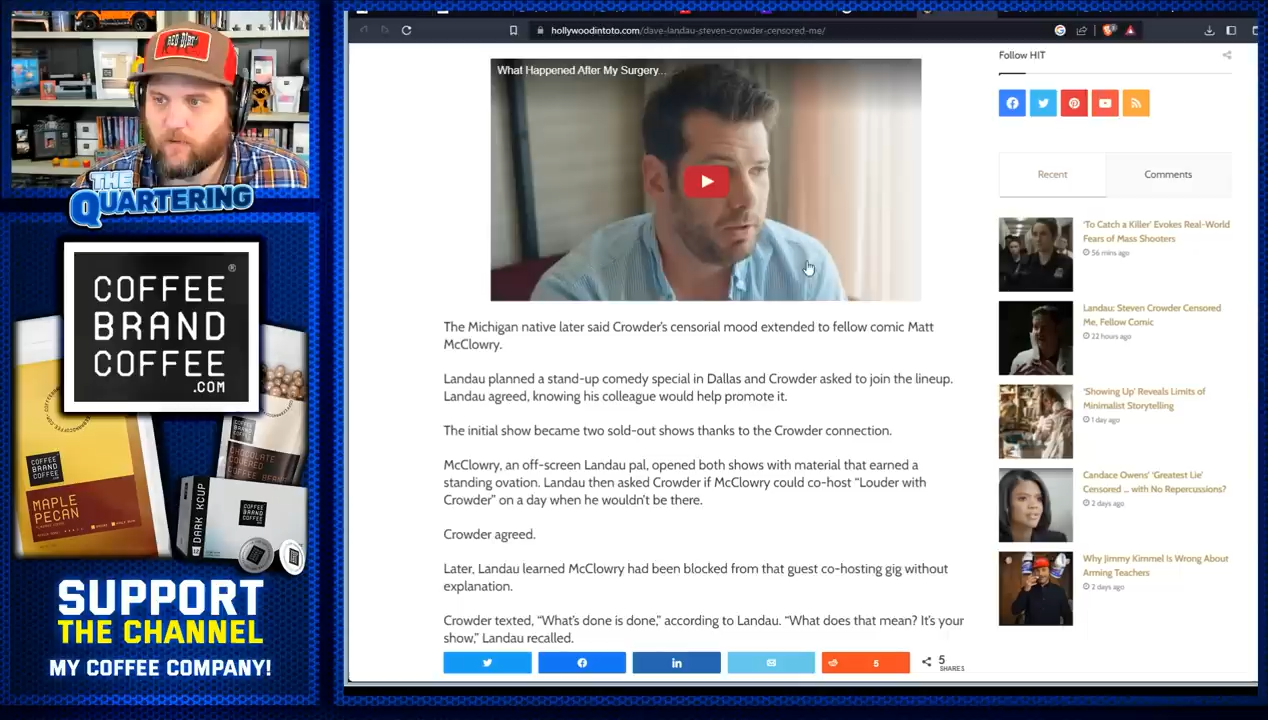 RED DIRT
THE
QUARTERING
COFFEE
BRAND
COFFEE
.COM
®
MAPLE
PECAN
CHOCOLATE
COVERED
COFFEE BEANS
DARK KCUP
COFFEE
BRAND
COFFEE
SUPPORT
THE CHANNEL
MY COFFEE COMPANY!
hollywoodintoto.com/dave-landau-steven-crowder-censored-me/
What Happened After My Surgery...
The Michigan native later said Crowder's censorial mood extended to fellow comic Matt
McClowry.
Landau planned a stand-up comedy special in Dallas and Crowder asked to join the lineup.
Landau agreed, knowing his colleague would help promote it.
The initial show became two sold-out shows thanks to the Crowder connection.
McClowry, an off-screen Landau pal, opened both shows with material that earned a
standing ovation. Landau then asked Crowder if McClowry could co-host “Louder with
Crowder” on a day when he wouldn't be there.
Crowder agreed.
Later, Landau learned McClowry had been blocked from that guest co-hosting gig without
explanation.
Crowder texted, “What's done is done,” according to Landau. “What does that mean? It's your
show,” Landau recalled.
5
5
SHARES
Follow HIT
Recent
Comments
‘To Catch a Killer’ Evokes Real-World
Fears of Mass Shooters
56 mins ago
Landau: Steven Crowder Censored
Me, Fellow Comic
22 hours ago
‘Showing Up’ Reveals Limits of
Minimalist Storytelling
1 day ago
Candace Owens’ ‘Greatest Lie’
Censored … with No Repercussions?
2 days ago
Why Jimmy Kimmel Is Wrong About
Arming Teachers
2 days ago